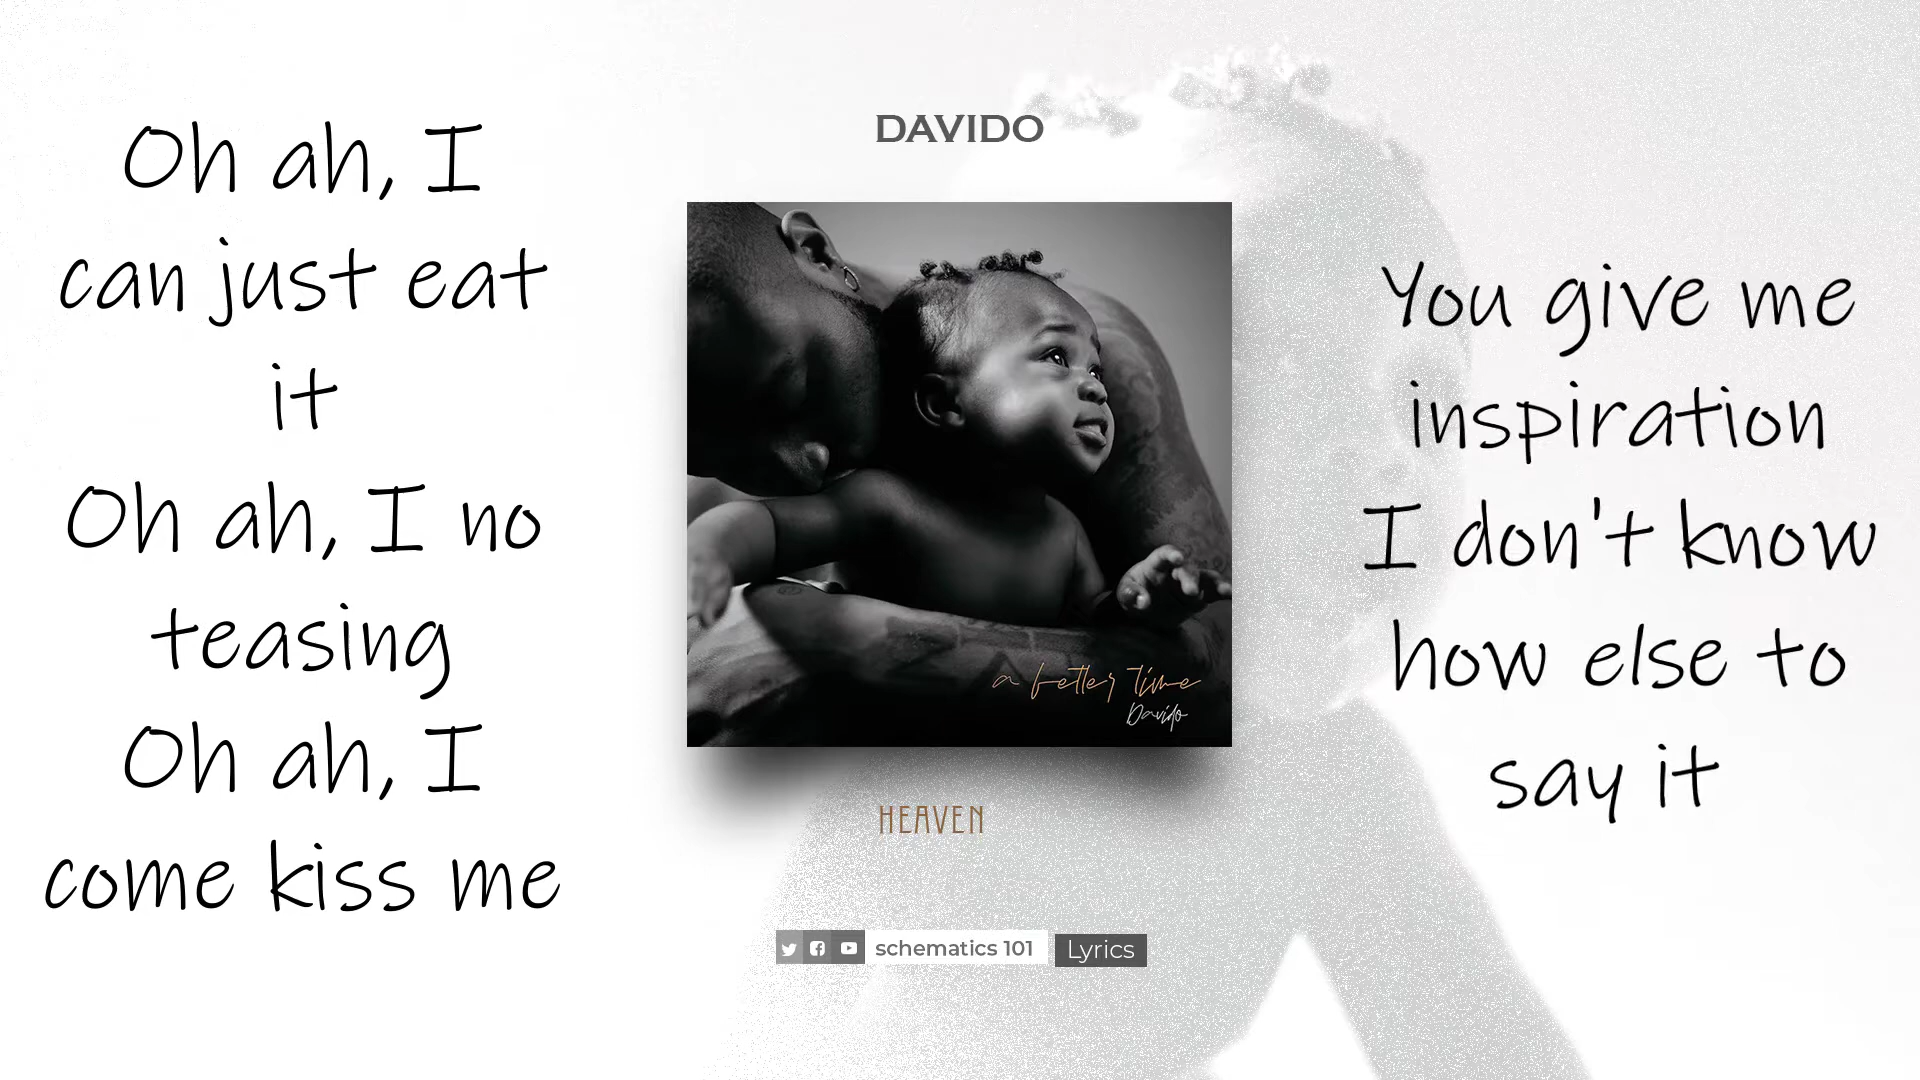 Oh ah, I
can just eat
it
Oh ah, I no
teasing
Oh ah, I
come kiss me
DAVIDO
a better time
Davido
HEAVEN
schematics 101 Lyrics
You give me
inspiration
I don't know
how else to
say it